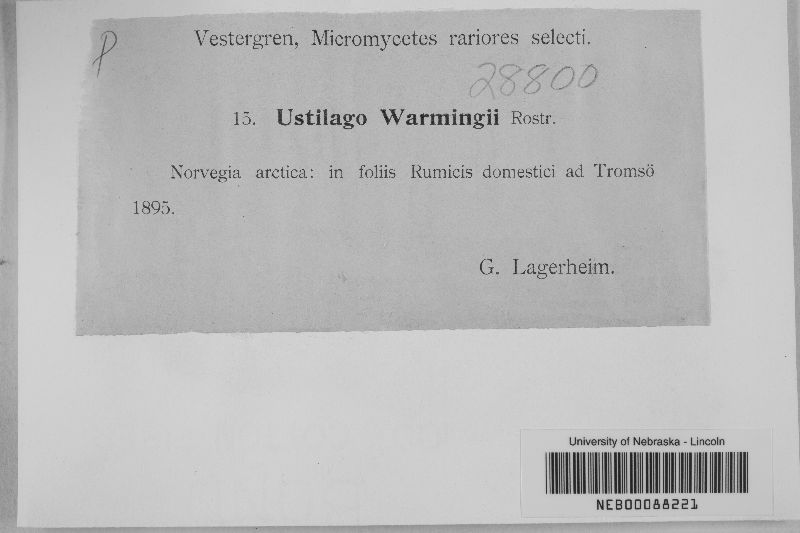 P
Vestergren, Micromycetes rariores selecti.
28800
15. Ustilago Warmingii Rostr.
Norvegia arctica: in foliis Rumicis domestici ad Tromsö
1895.
G. Lagerheim.
University of Nebraska - Lincoln
NEB00088221